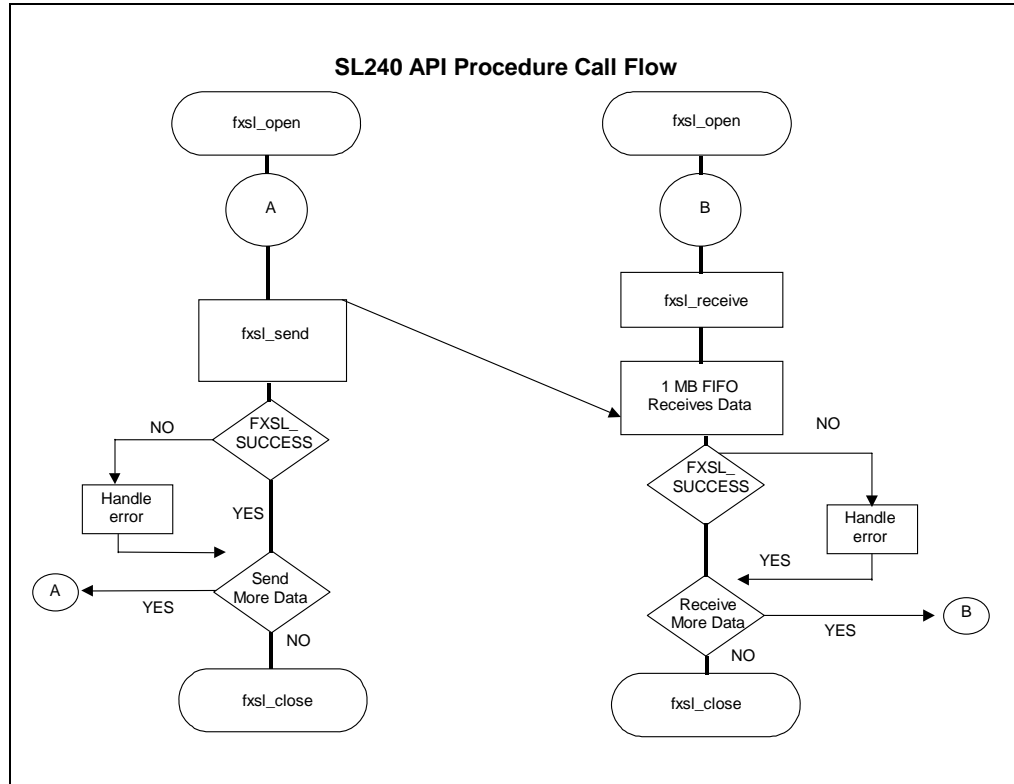 SL240 API Procedure Call Flow
fxsl_open
A
fxsl_send
FXSL_
SUCCESS
NO
Handle
error
YES
Send
More Data
A
YES
NO
fxsl_close
fxsl_open
B
fxsl_receive
1 MB FIFO
Receives Data
NO
FXSL_
SUCCESS
Handle
error
YES
Receive
More Data
B
YES
NO
fxsl_close